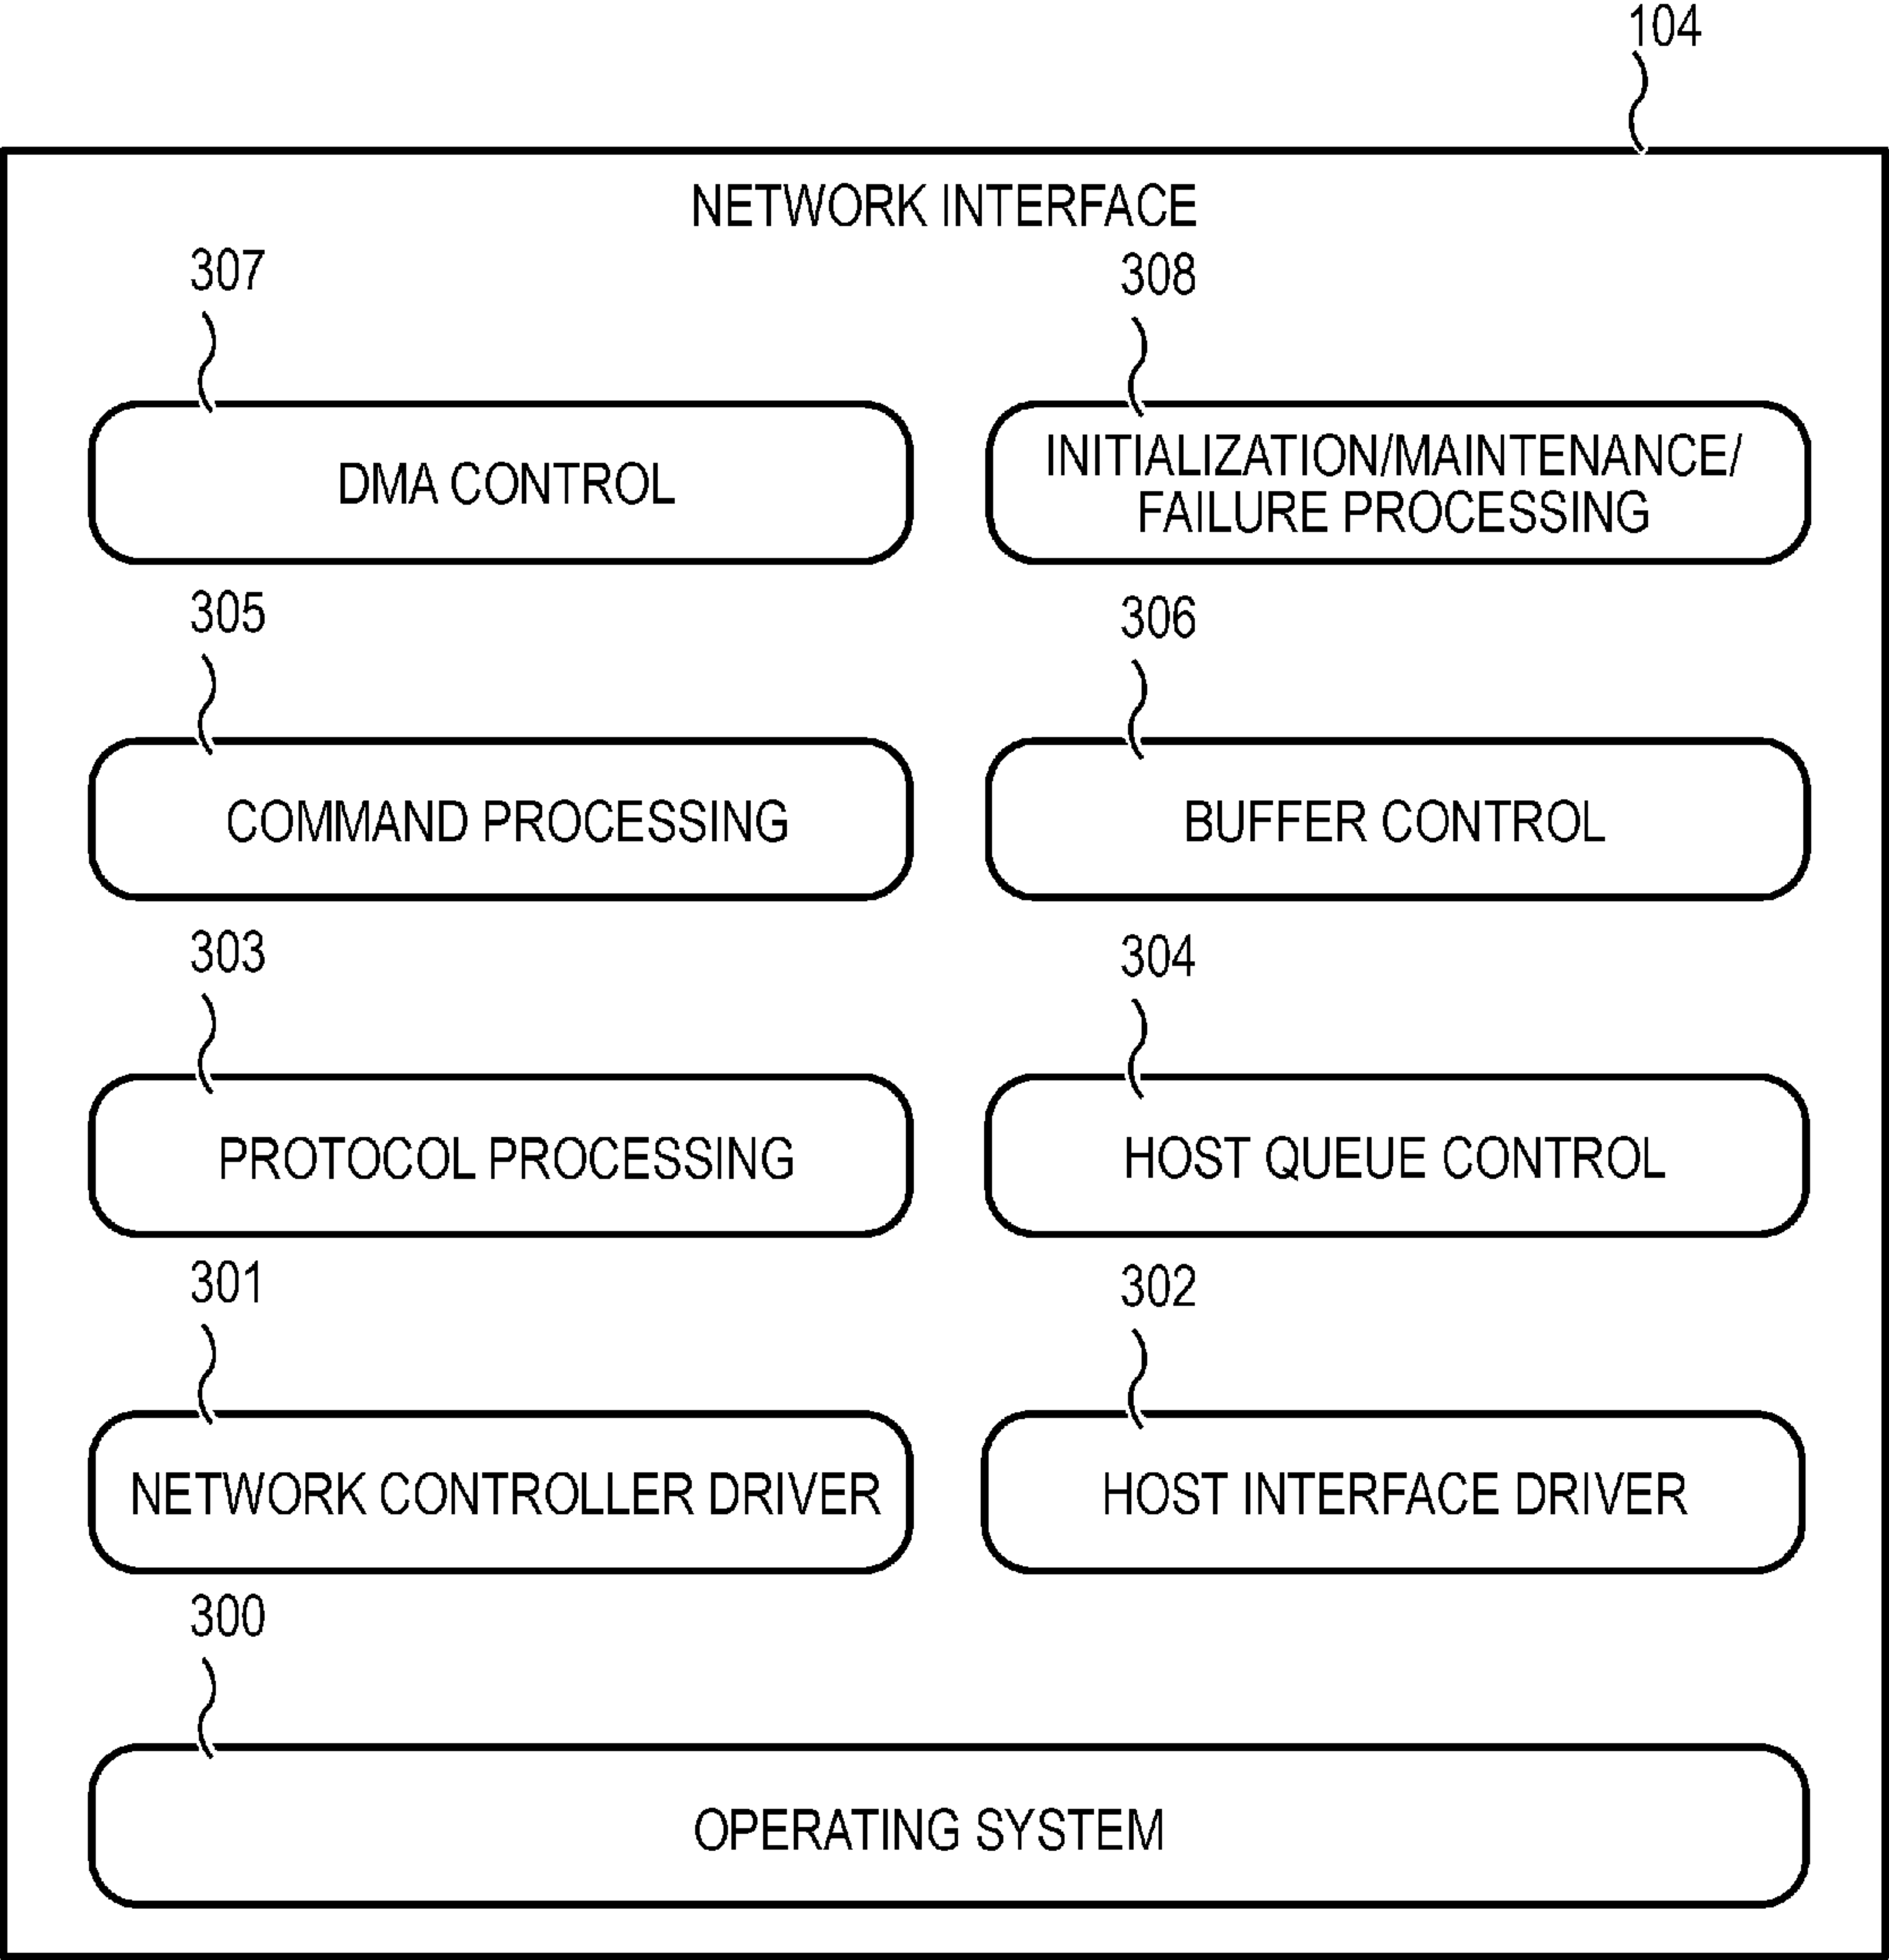 104
NETWORK INTERFACE
307
308
DMA CONTROL
INITIALIZATION/MAINTENANCE/
FAILURE PROCESSING
305
306
COMMAND PROCESSING
BUFFER CONTROL
303
304
PROTOCOL PROCESSING
HOST QUEUE CONTROL
301
302
NETWORK CONTROLLER DRIVER
HOST INTERFACE DRIVER
300
OPERATING SYSTEM